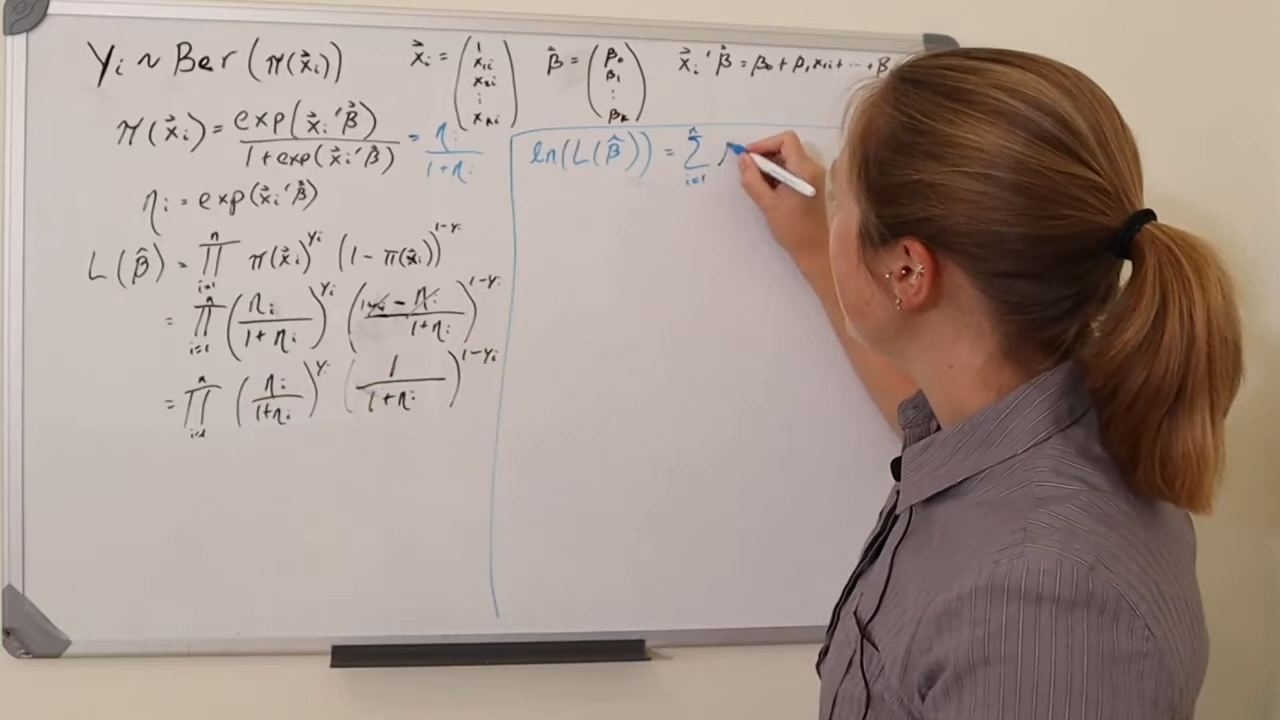 Yᵢ ~ Ber(π(x⃗ᵢ))
x⃗ᵢ = (1, x₁ᵢ, x₂ᵢ, ⋮, xₖᵢ)
β⃗ = (β₀, β₁, ⋮, βₖ)
x⃗ᵢ'β⃗ = β₀ + β₁x₁ᵢ + ⋯ + β
π(x⃗ᵢ) = exp(x⃗ᵢ'β⃗) / (1 + exp(x⃗ᵢ'β⃗)) = ηᵢ / (1+ηᵢ)
ηᵢ = exp(x⃗ᵢ'β⃗)
L(β̂) = ∏ᵢ₌₁ⁿ π(x⃗ᵢ)^yᵢ (1 − π(x⃗ᵢ))^(1−yᵢ)
= ∏ᵢ₌₁ⁿ (ηᵢ / (1+ηᵢ))^yᵢ ((1+ηᵢ − ηᵢ) / (1+ηᵢ))^(1−yᵢ)
= ∏ᵢ₌₁ⁿ (ηᵢ / (1+ηᵢ))^yᵢ (1 / (1+ηᵢ))^(1−yᵢ)
ln(L(β̂)) = ∑ᵢ₌₁ⁿ